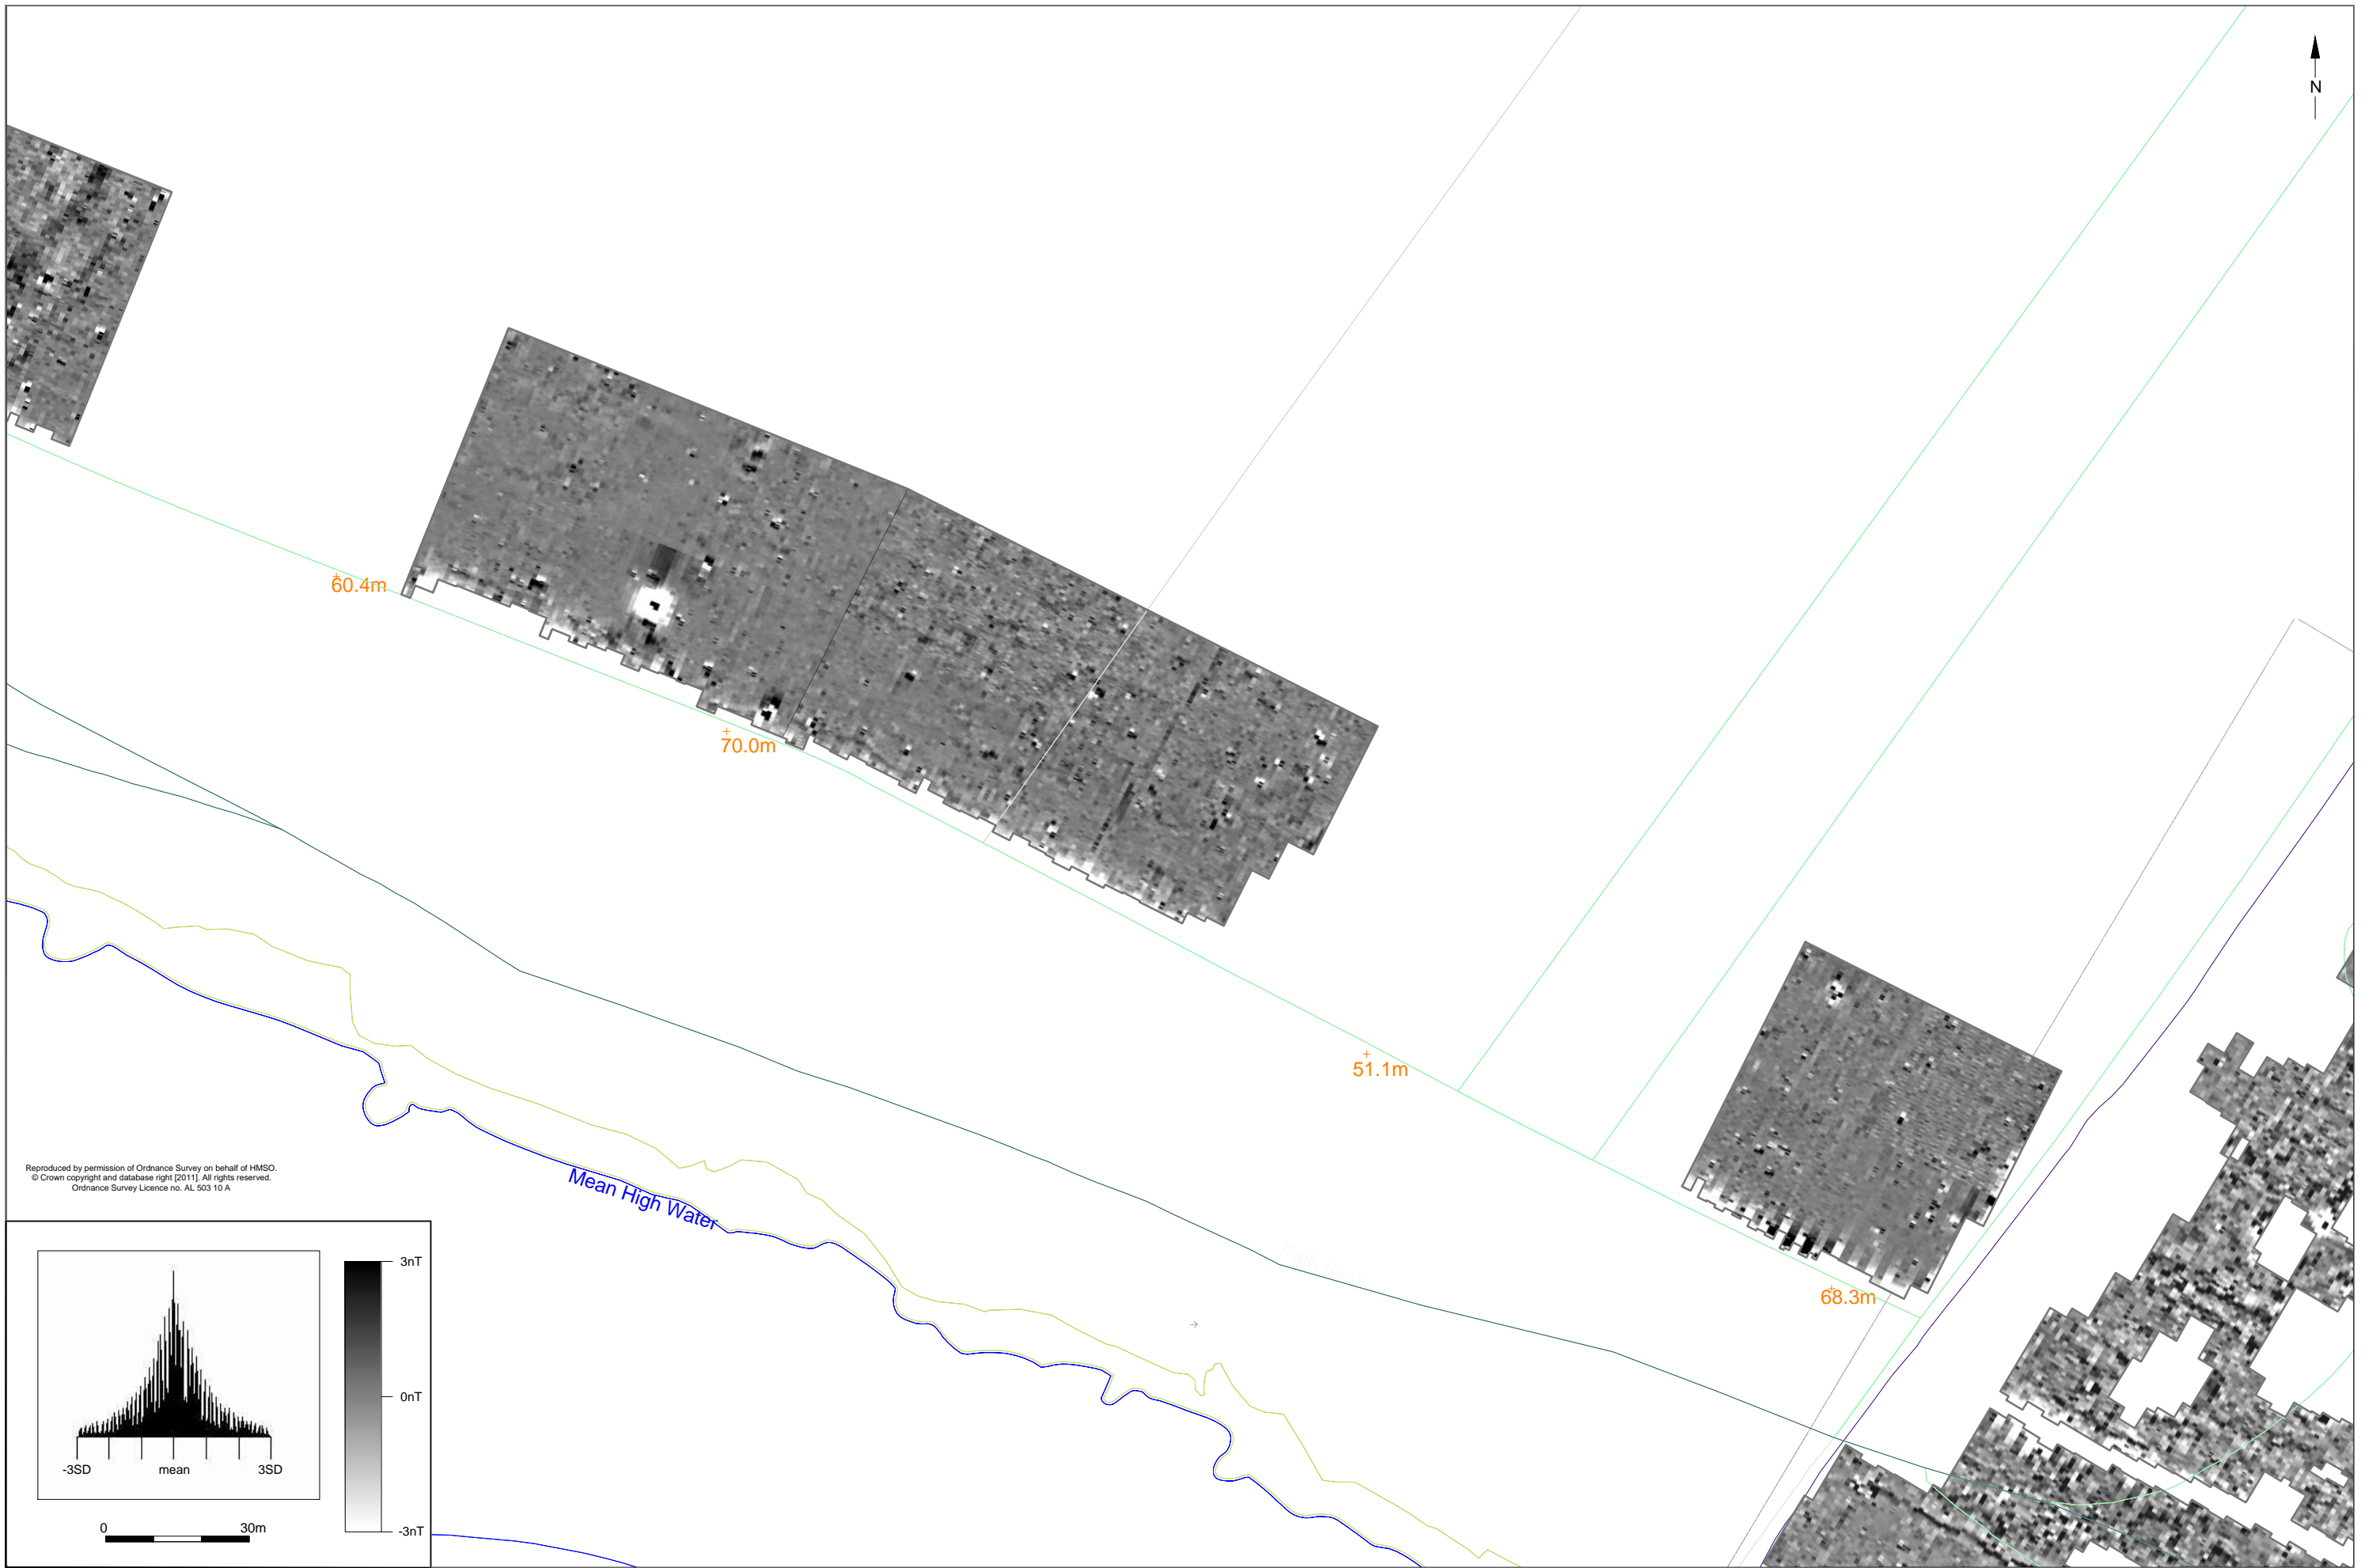 N
60.4m
70.0m
51.1m
68.3m
Mean High Water
Reproduced by permission of Ordnance Survey on behalf of HMSO.
© Crown copyright and database right [2011]. All rights reserved.
Ordnance Survey Licence no. AL 503 10 A
3nT
0nT
-3nT
-3SD
mean
3SD
0
30m